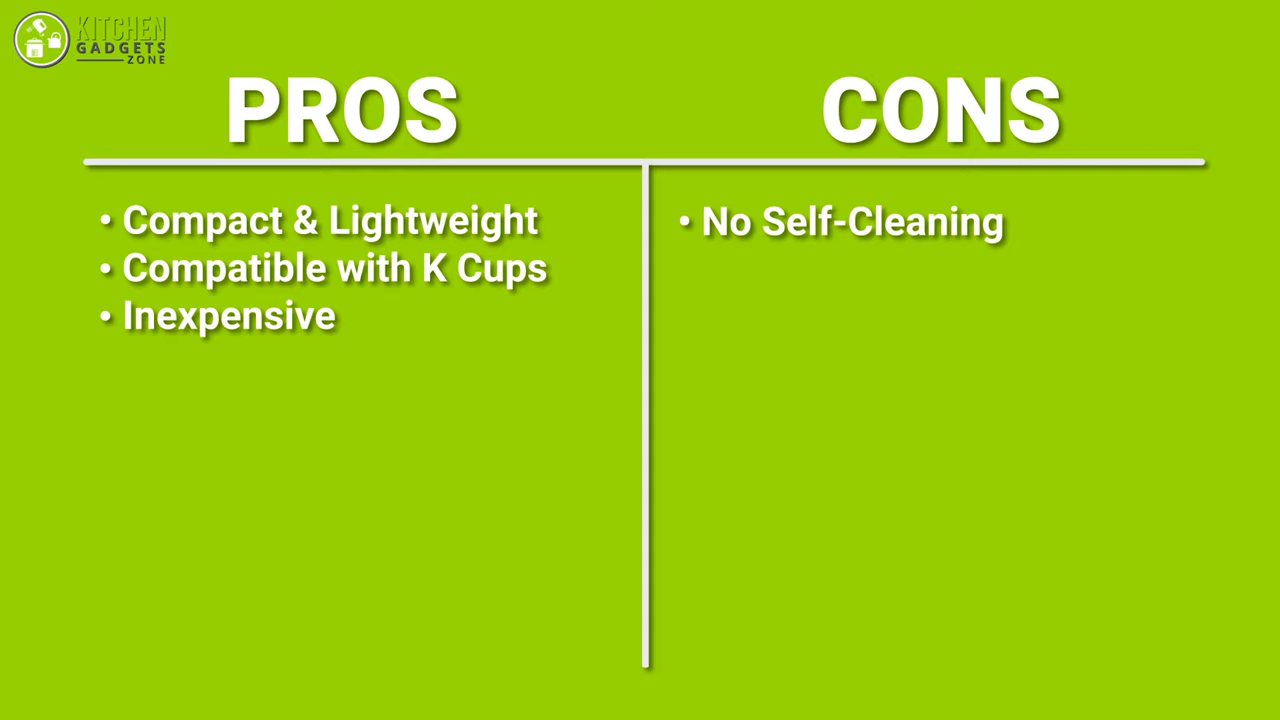 KITCHEN
GADGETS
ZONE
PROS
CONS
• Compact & Lightweight
• Compatible with K Cups
• Inexpensive
• No Self-Cleaning